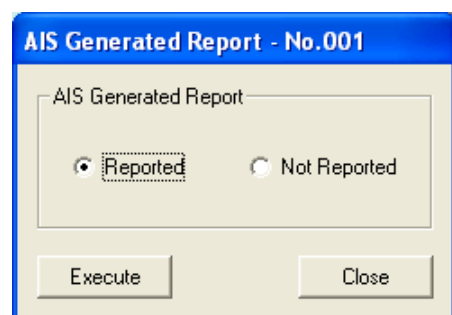 AIS Generated Report - No.001
AIS Generated Report
Reported Not Reported
Execute Close